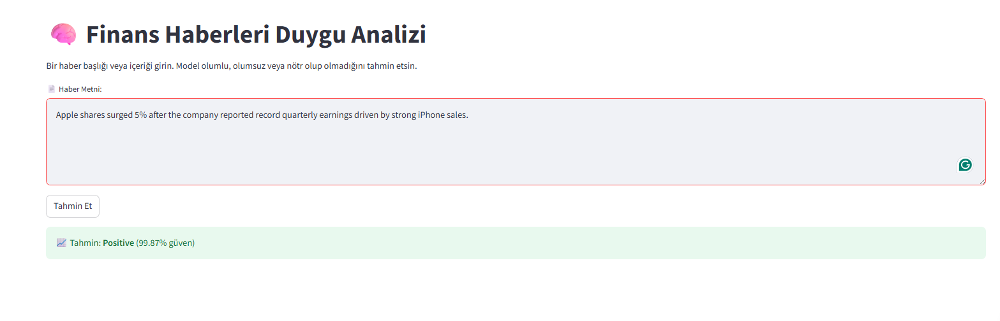 Finans Haberleri Duygu Analizi
Bir haber başlığı veya içeriği girin. Model olumlu, olumsuz veya nötr olup olmadığını tahmin etsin.
Haber Metni:
Apple shares surged 5% after the company reported record quarterly earnings driven by strong iPhone sales.
Tahmin Et
Tahmin: Positive (99.87% güven)